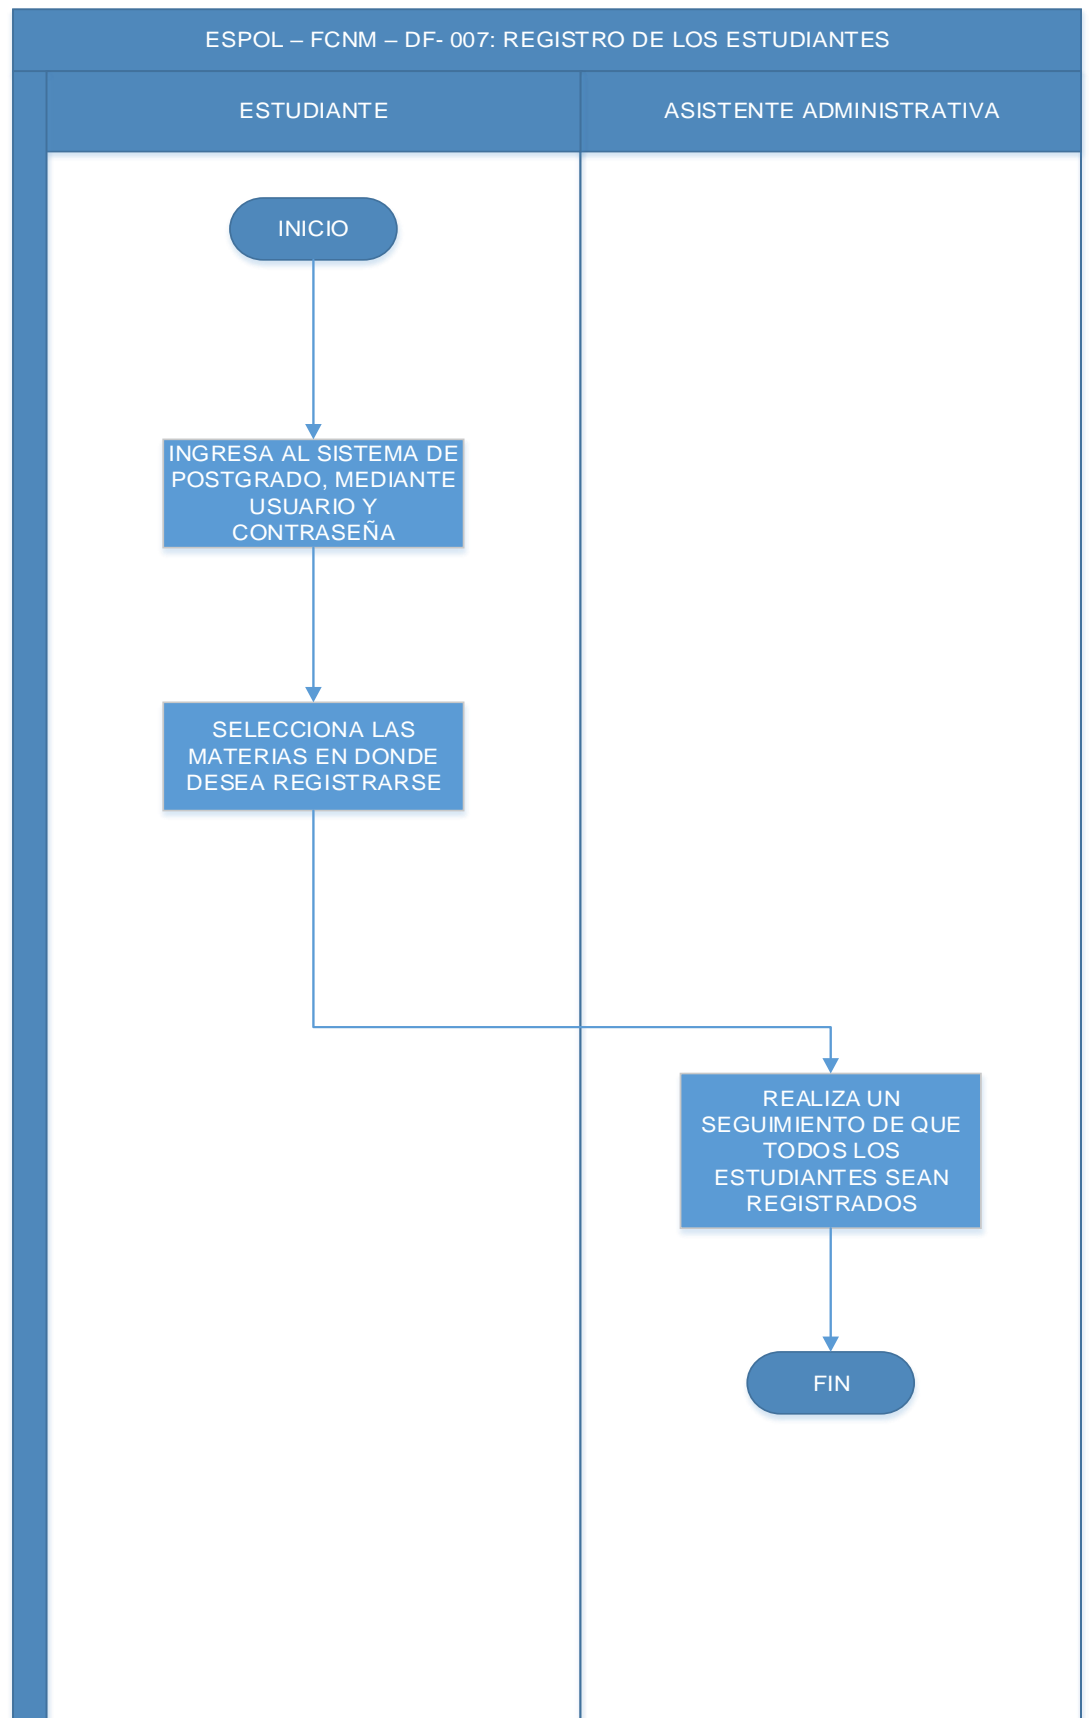 ESPOL – FCNM – DF- 007: REGISTRO DE LOS ESTUDIANTES
ESTUDIANTE
ASISTENTE ADMINISTRATIVA
INICIO
INGRESA AL SISTEMA DE
POSTGRADO, MEDIANTE
USUARIO Y
CONTRASEÑA
SELECCIONA LAS
MATERIAS EN DONDE
DESEA REGISTRARSE
REALIZA UN
SEGUIMIENTO DE QUE
TODOS LOS
ESTUDIANTES SEAN
REGISTRADOS
FIN